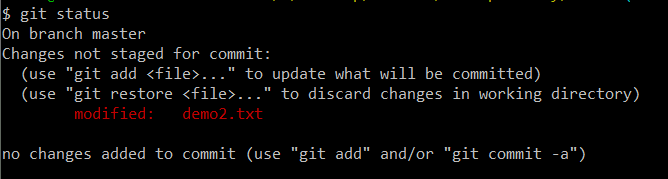 $ git status
On branch master
Changes not staged for commit:
  (use "git add <file>..." to update what will be committed)
  (use "git restore <file>..." to discard changes in working directory)
        modified:   demo2.txt

no changes added to commit (use "git add" and/or "git commit -a")